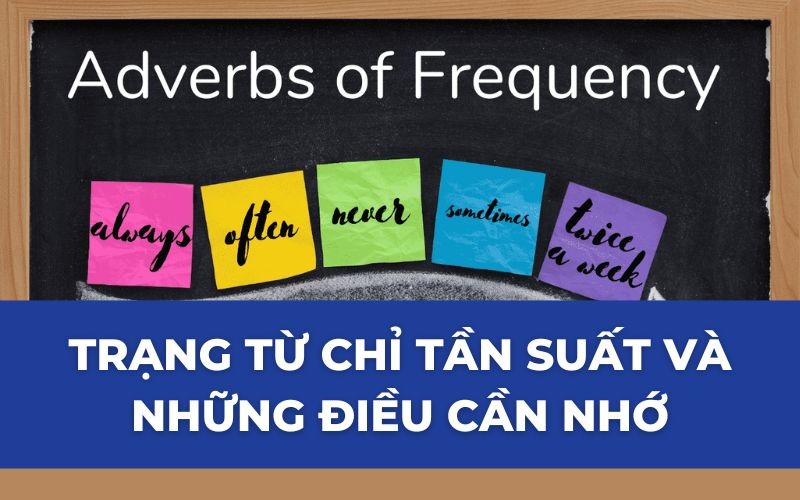 Adverbs of Frequency
always
often
never
sometimes
twice
a week
TRẠNG TỪ CHỈ TẦN SUẤT VÀ
NHỮNG ĐIỀU CẦN NHỚ